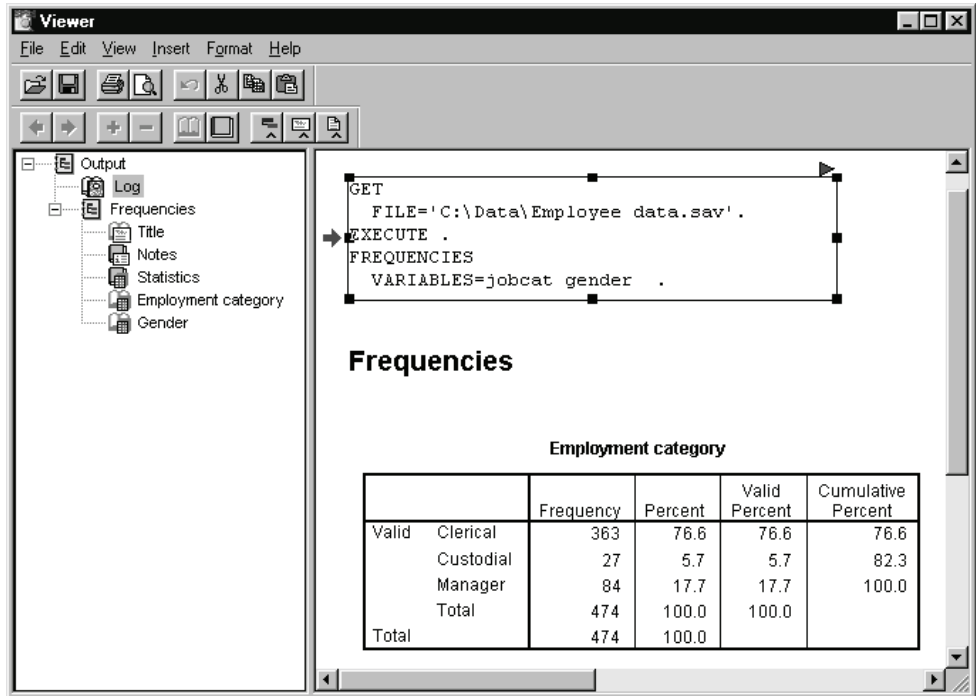 Viewer
File Edit View Insert Format Help
Output
Log
Frequencies
Title
Notes
Statistics
Employment category
Gender
GET
FILE='C:\Data\Employee data.sav'.
EXECUTE .
FREQUENCIES
VARIABLES=jobcat gender .
Frequencies
Employment category
Frequency Percent Valid Percent Cumulative Percent
Valid Clerical 363 76.6 76.6 76.6
Custodial 27 5.7 5.7 82.3
Manager 84 17.7 17.7 100.0
Total 474 100.0 100.0
Total 474 100.0